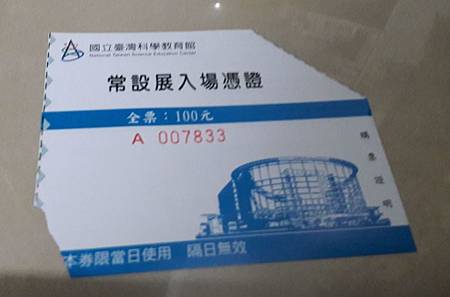 國立臺灣科學教育館
National Taiwan Science Education Center
常設展入場憑證
全票：100元
A 007833
購票證明
本券限當日使用 隔日無效